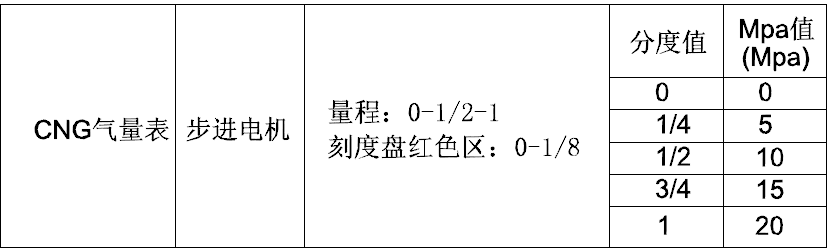 CNG气量表
步进电机
量程：0-1/2-1
刻度盘红色区：0-1/8
分度值
Mpa值
(Mpa)
0 0
1/4 5
1/2 10
3/4 15
1 20